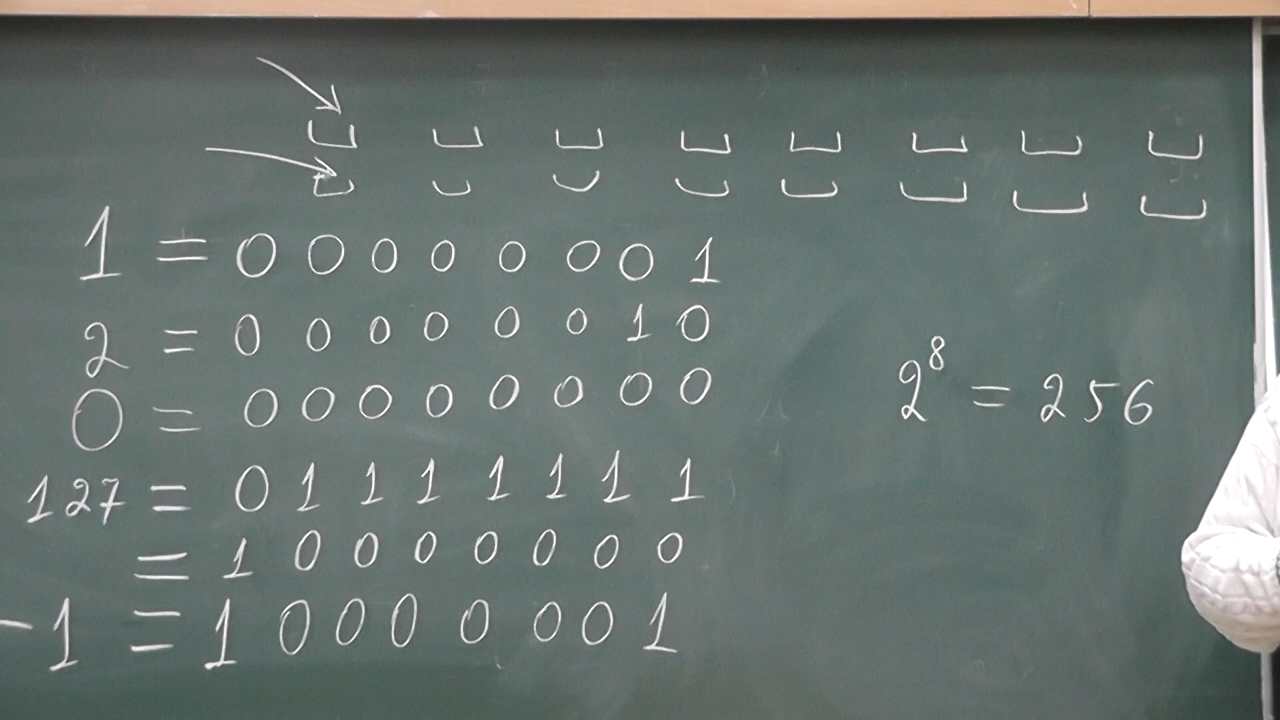 1 = 0 0 0 0 0 0 0 1
2 = 0 0 0 0 0 0 1 0
0 = 0 0 0 0 0 0 0 0
127 = 0 1 1 1 1 1 1 1
= 1 0 0 0 0 0 0 0
-1 = 1 0 0 0 0 0 0 1
2⁸ = 256